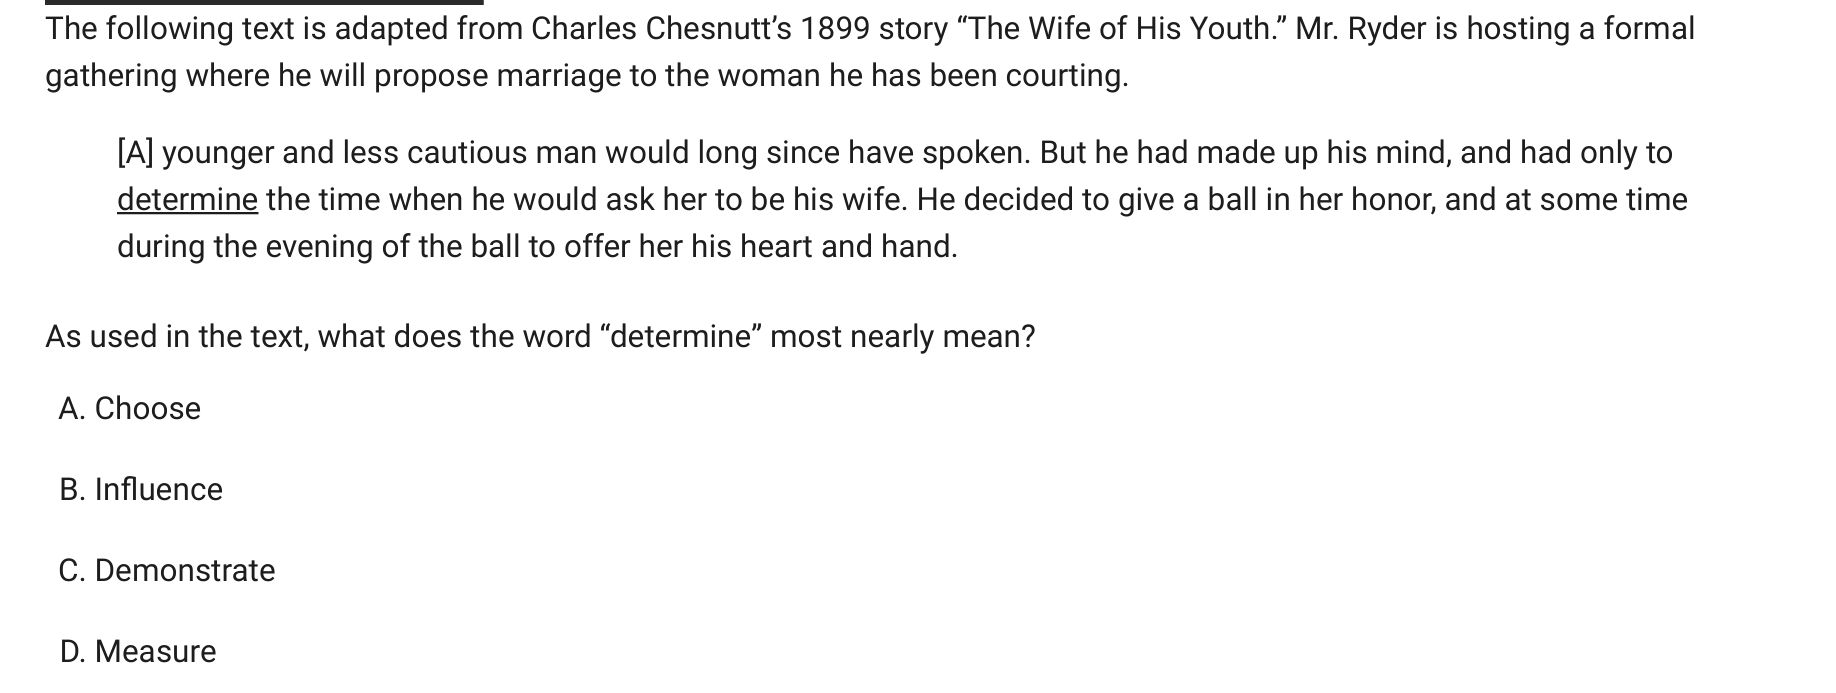 The following text is adapted from Charles Chesnutt’s 1899 story “The Wife of His Youth.” Mr. Ryder is hosting a formal
gathering where he will propose marriage to the woman he has been courting.
[A] younger and less cautious man would long since have spoken. But he had made up his mind, and had only to
determine the time when he would ask her to be his wife. He decided to give a ball in her honor, and at some time
during the evening of the ball to offer her his heart and hand.
As used in the text, what does the word “determine” most nearly mean?
A. Choose
B. Influence
C. Demonstrate
D. Measure